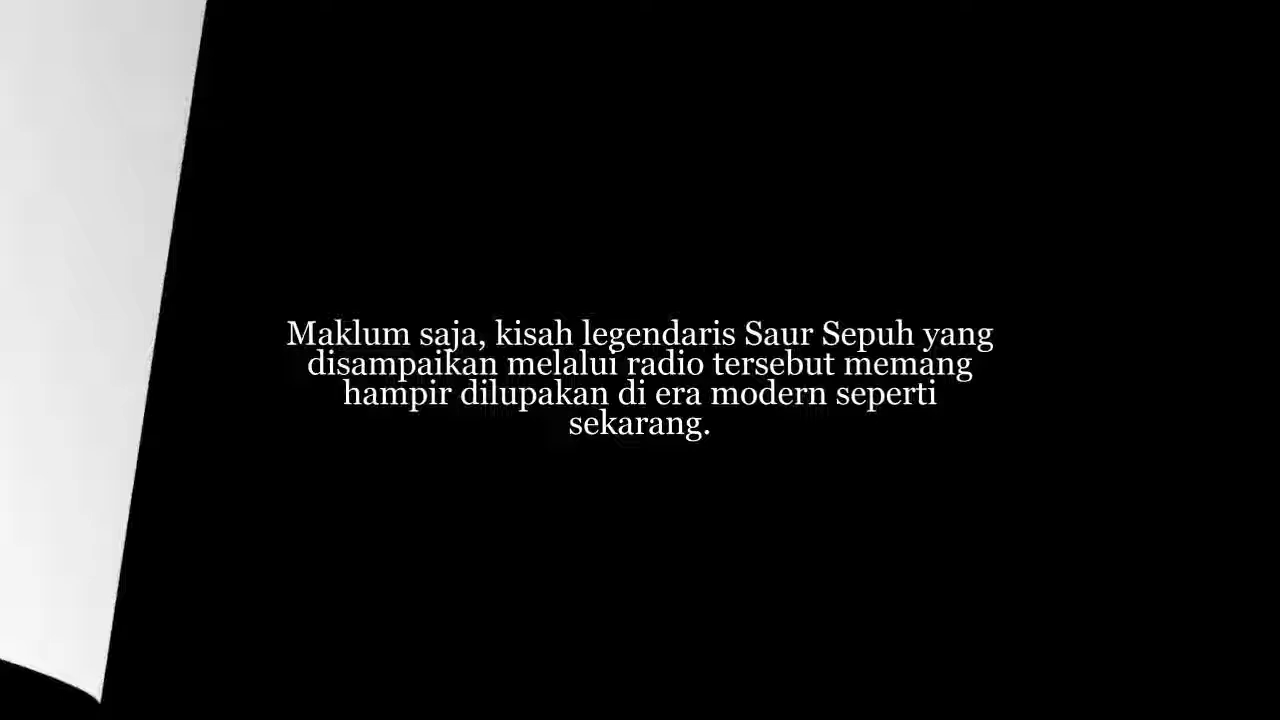 Maklum saja, kisah legendaris Saur Sepuh yang
disampaikan melalui radio tersebut memang
hampir dilupakan di era modern seperti
sekarang.